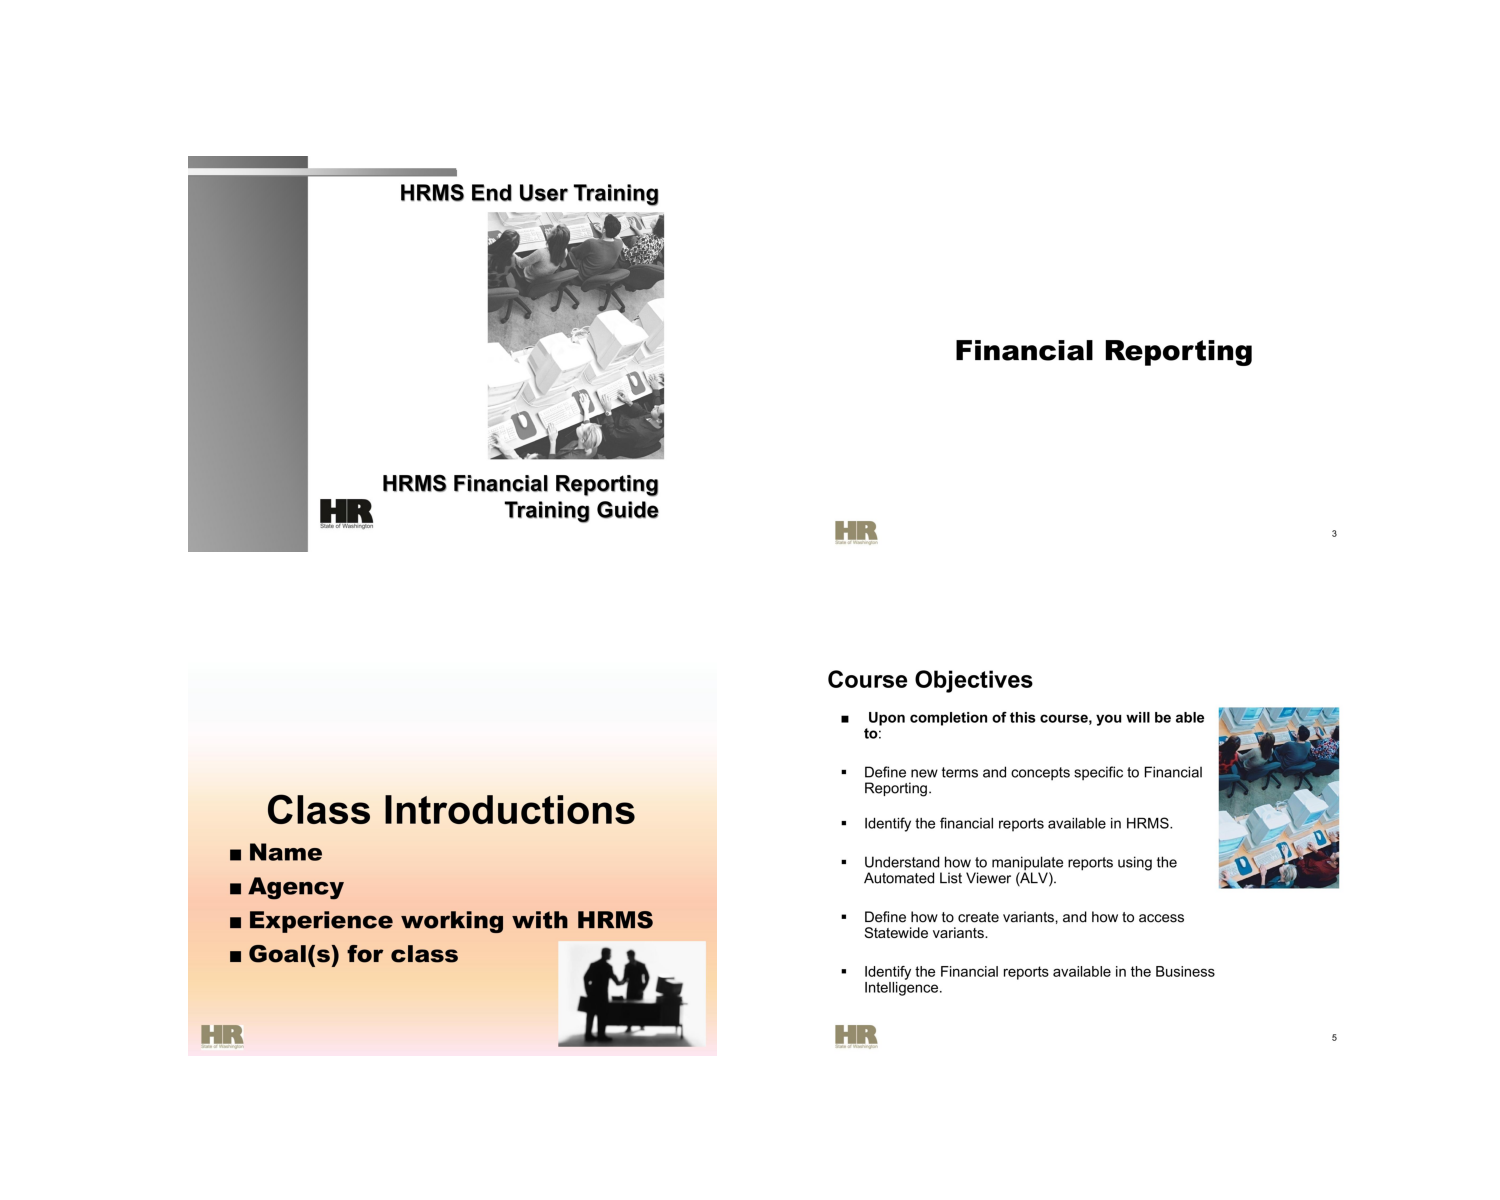 HRMS End User Training
HRMS Financial Reporting
Training Guide
HR
State of Washington
Financial Reporting
HR
State of Washington
3
Class Introductions
■ Name
■ Agency
■ Experience working with HRMS
■ Goal(s) for class
HR
State of Washington
Course Objectives
■ Upon completion of this course, you will be able
to:
▪ Define new terms and concepts specific to Financial
Reporting.
▪ Identify the financial reports available in HRMS.
▪ Understand how to manipulate reports using the
Automated List Viewer (ALV).
▪ Define how to create variants, and how to access
Statewide variants.
▪ Identify the Financial reports available in the Business
Intelligence.
HR
State of Washington
5